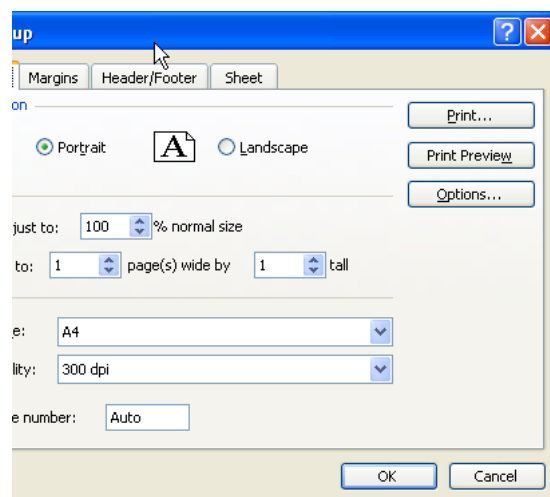 up
Margins Header/Footer Sheet
on
Print...
Portrait A Landscape
Print Preview
Options...
just to: 100 % normal size
to: 1 page(s) wide by 1 tall
e: A4
lity: 300 dpi
e number: Auto
OK Cancel